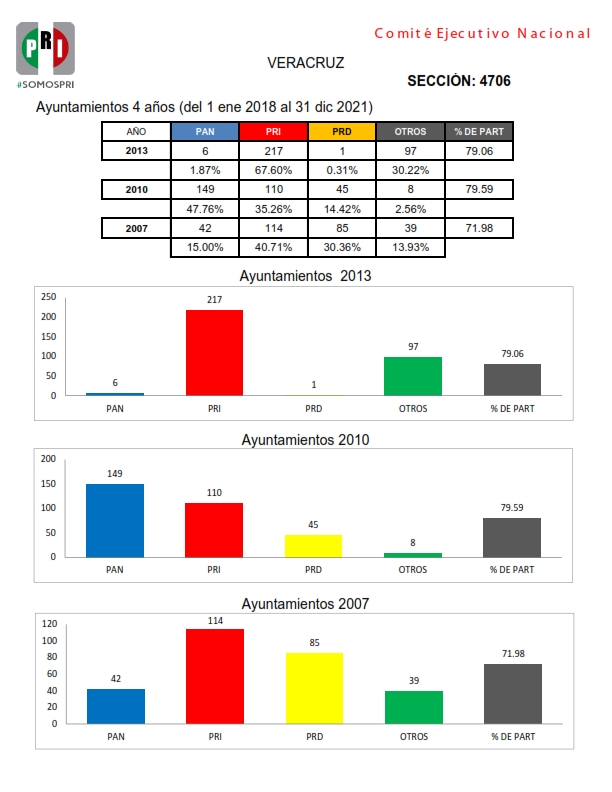 Comité Ejecutivo Nacional
PRI
#SOMOSPRI
VERACRUZ
SECCIÓN: 4706
Ayuntamientos 4 años (del 1 ene 2018 al 31 dic 2021)
AÑO PAN PRI PRD OTROS % DE PART
2013 6 217 1 97 79.06
1.87% 67.60% 0.31% 30.22%
2010 149 110 45 8 79.59
47.76% 35.26% 14.42% 2.56%
2007 42 114 85 39 71.98
15.00% 40.71% 30.36% 13.93%
Ayuntamientos 2013
250
200
150
100
50
0
6 217 1 97 79.06
PAN PRI PRD OTROS % DE PART
Ayuntamientos 2010
200
150
100
50
0
149 110 45 8 79.59
PAN PRI PRD OTROS % DE PART
Ayuntamientos 2007
120
100
80
60
40
20
0
42 114 85 39 71.98
PAN PRI PRD OTROS % DE PART